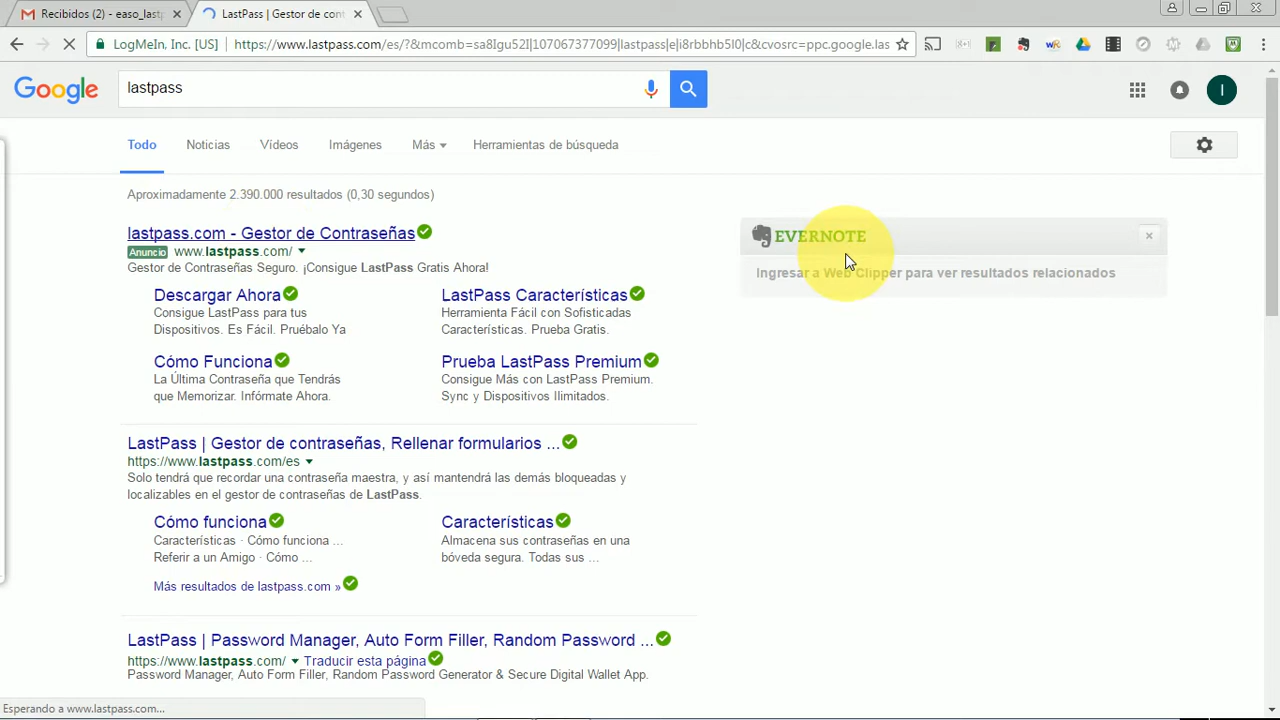 Recibidos (2) - easo_lastp
LastPass | Gestor de cont
LogMeIn, Inc. [US]
https://www.lastpass.com/es/?&mcomb=sa8Igu52I|107067377099|lastpass|e|i8rbbhb5l0|c&cvosrc=ppc.google.las
Google
lastpass
I
Todo Noticias Vídeos Imágenes Más Herramientas de búsqueda
Aproximadamente 2.390.000 resultados (0,30 segundos)
lastpass.com - Gestor de Contraseñas
Anuncio www.lastpass.com/
Gestor de Contraseñas Seguro. ¡Consigue LastPass Gratis Ahora!
Descargar Ahora
Consigue LastPass para tus
Dispositivos. Es Fácil. Pruébalo Ya
LastPass Características
Herramienta Fácil con Sofisticadas
Características. Prueba Gratis.
Cómo Funciona
La Última Contraseña que Tendrás
que Memorizar. Infórmate Ahora.
Prueba LastPass Premium
Consigue Más con LastPass Premium.
Sync y Dispositivos Ilimitados.
EVERNOTE
Ingresar a Web Clipper para ver resultados relacionados
LastPass | Gestor de contraseñas, Rellenar formularios ...
https://www.lastpass.com/es
Solo tendrá que recordar una contraseña maestra, y así mantendrá las demás bloqueadas y
localizables en el gestor de contraseñas de LastPass.
Cómo funciona
Características · Cómo funciona ...
Referir a un Amigo · Cómo ...
Características
Almacena sus contraseñas en una
bóveda segura. Todas sus ...
Más resultados de lastpass.com »
LastPass | Password Manager, Auto Form Filler, Random Password ...
https://www.lastpass.com/ Traducir esta página
Password Manager, Auto Form Filler, Random Password Generator & Secure Digital Wallet App.
Esperando a www.lastpass.com...